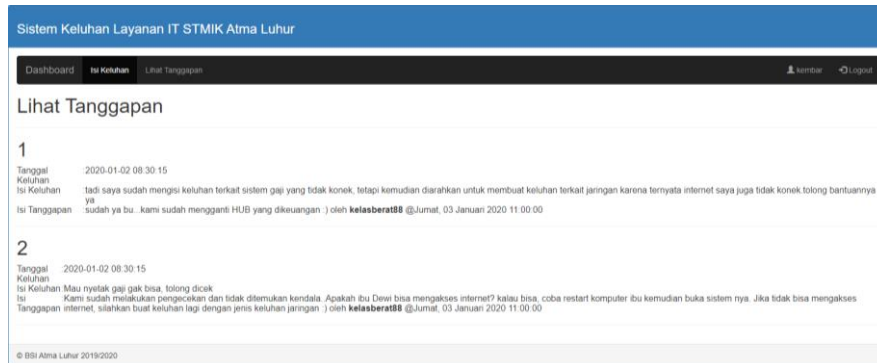 Sistem Keluhan Layanan IT STMIK Atma Luhur
Dashboard Isi Keluhan Lihat Tanggapan kembar Logout
Lihat Tanggapan
1
Tanggal Keluhan :2020-01-02 08:30:15
Isi Keluhan :tadi saya sudah mengisi keluhan terkait sistem gaji yang tidak konek, tetapi kemudian diarahkan untuk membuat keluhan terkait jaringan karena ternyata internet saya juga tidak konek tolong bantuannya
ya
Isi Tanggapan : sudah ya bu...kami sudah mengganti HUB yang dikeuangan :) oleh kelasberat88 @Jumat, 03 Januari 2020 11:00:00
2
Tanggal Keluhan :2020-01-02 08:30:15
Isi Keluhan :Mau nyetak gaji gak bisa, tolong dicek
Isi Tanggapan : Kami sudah melakukan pengecekan dan tidak ditemukan kendala. Apakah ibu Dewi bisa mengakses internet? kalau bisa, coba restart komputer ibu kemudian buka sistem nya. Jika tidak bisa mengakses
internet, silahkan buat keluhan lagi dengan jenis keluhan jaringan :) oleh kelasberat88 @Jumat, 03 Januari 2020 11:00:00
© BSI Atma Luhur 2019/2020